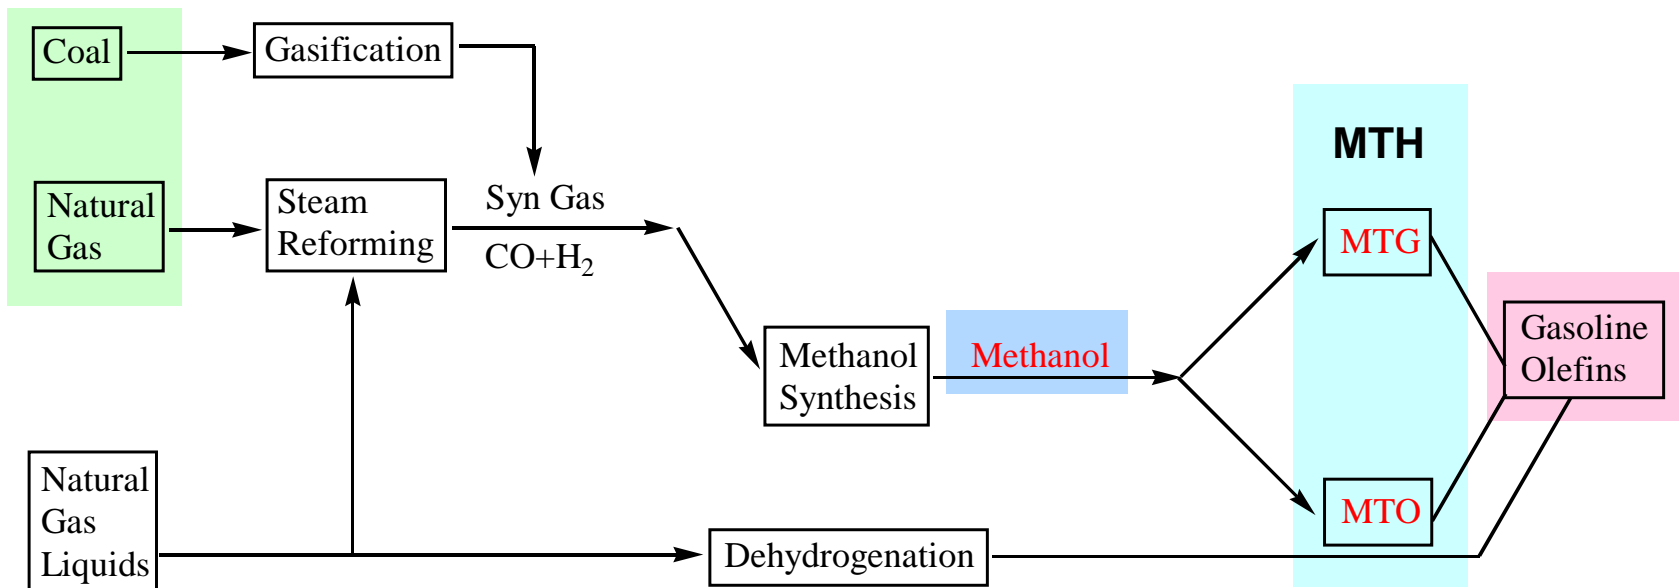 Coal
Gasification
MTH
Natural
Gas
Steam
Reforming
Syn Gas
CO+H₂
MTG
Methanol
Synthesis
Methanol
Gasoline
Olefins
Natural
Gas
Liquids
MTO
Dehydrogenation